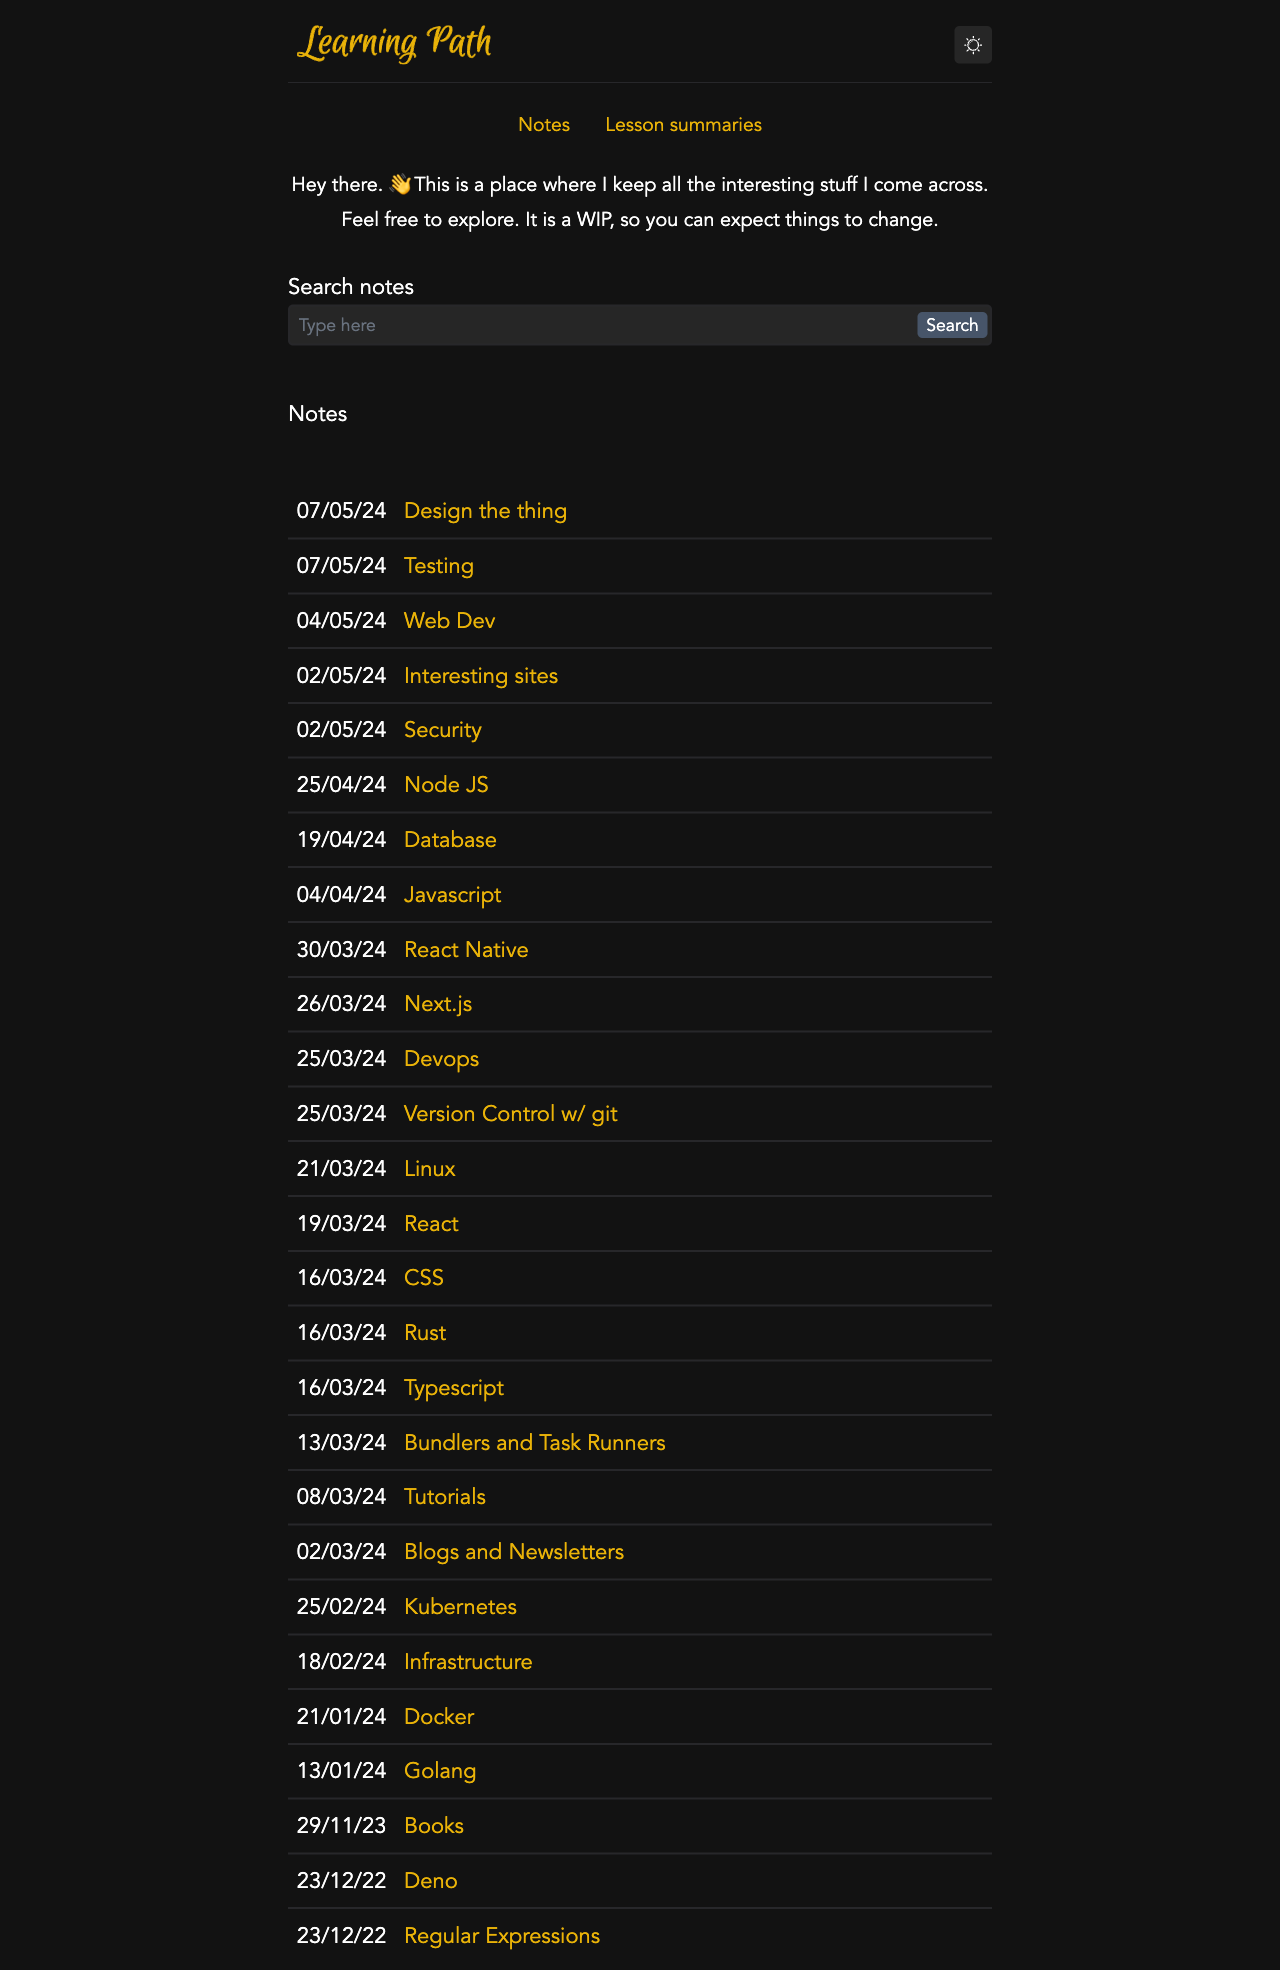 Learning Path
Notes Lesson summaries
Hey there. 👋This is a place where I keep all the interesting stuff I come across.
Feel free to explore. It is a WIP, so you can expect things to change.
Search notes
Type here Search
Notes
07/05/24 Design the thing
07/05/24 Testing
04/05/24 Web Dev
02/05/24 Interesting sites
02/05/24 Security
25/04/24 Node JS
19/04/24 Database
04/04/24 Javascript
30/03/24 React Native
26/03/24 Next.js
25/03/24 Devops
25/03/24 Version Control w/ git
21/03/24 Linux
19/03/24 React
16/03/24 CSS
16/03/24 Rust
16/03/24 Typescript
13/03/24 Bundlers and Task Runners
08/03/24 Tutorials
02/03/24 Blogs and Newsletters
25/02/24 Kubernetes
18/02/24 Infrastructure
21/01/24 Docker
13/01/24 Golang
29/11/23 Books
23/12/22 Deno
23/12/22 Regular Expressions